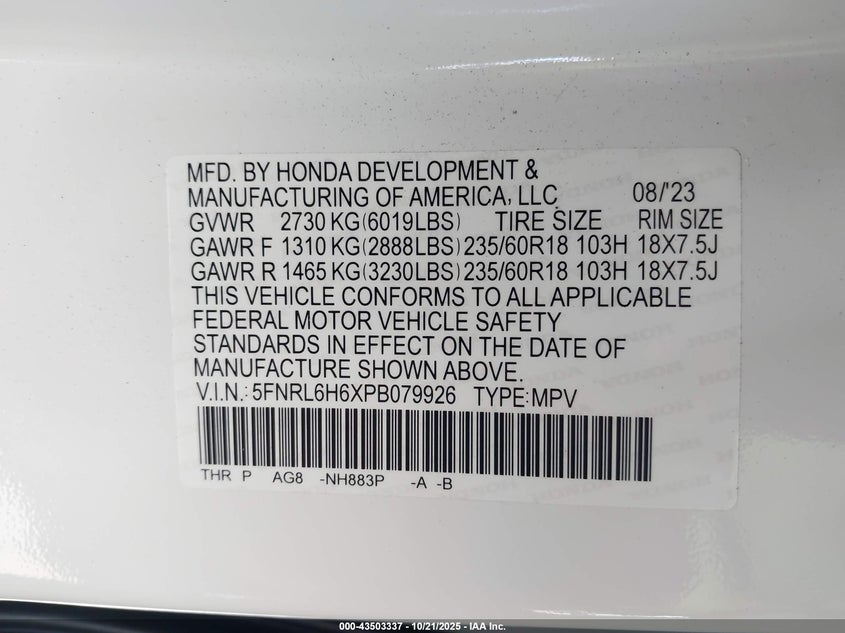 MFD. BY HONDA DEVELOPMENT &
MANUFACTURING OF AMERICA, LLC. 08/'23
GVWR 2730 KG(6019LBS) TIRE SIZE RIM SIZE
GAWR F 1310 KG(2888LBS) 235/60R18 103H 18X7.5J
GAWR R 1465 KG(3230LBS) 235/60R18 103H 18X7.5J
THIS VEHICLE CONFORMS TO ALL APPLICABLE
FEDERAL MOTOR VEHICLE SAFETY
STANDARDS IN EFFECT ON THE DATE OF
MANUFACTURE SHOWN ABOVE.
V.I.N.: 5FNRL6H6XPB079926 TYPE:MPV
THR P AG8 -NH883P -A -B
000-43503337 - 10/21/2025 - IAA Inc.